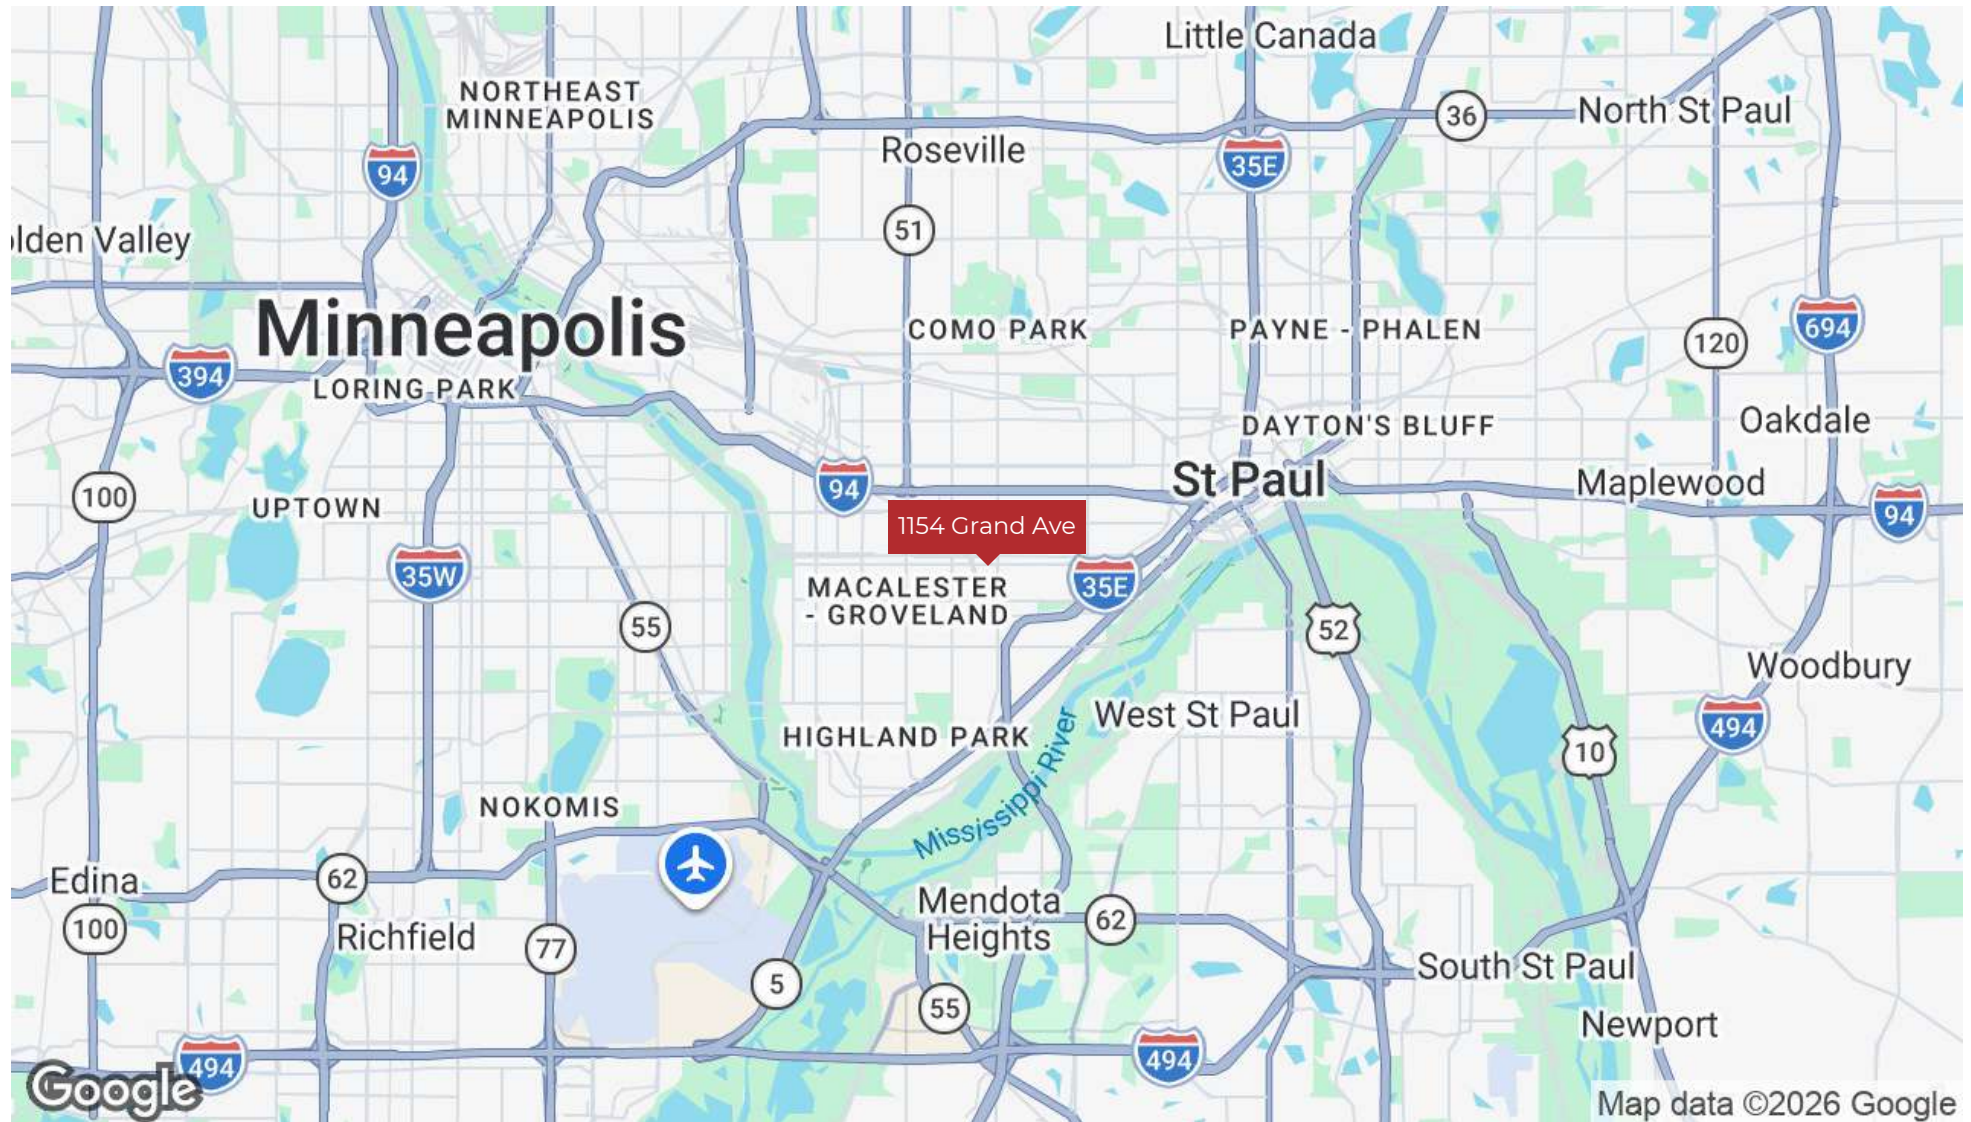 Little Canada
NORTHEAST
MINNEAPOLIS
36
North St Paul
94
Roseville
35E
51
olden Valley
Minneapolis
COMO PARK
PAYNE - PHALEN
694
120
394
LORING PARK
DAYTON'S BLUFF
Oakdale
100
94
St Paul
Maplewood
UPTOWN
94
1154 Grand Ave
35W
MACALESTER
- GROVELAND
35E
55
52
Woodbury
494
HIGHLAND PARK
West St Paul
10
Mississippi River
NOKOMIS
Edina
62
100
Richfield
77
Mendota
Heights
62
5
55
South St Paul
Newport
494
494
Google
Map data ©2026 Google